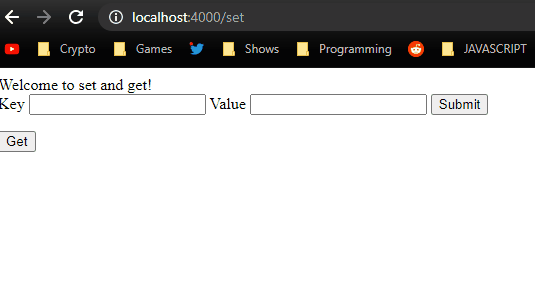 localhost:4000/set
Crypto Games Shows Programming JAVASCRIPT
Welcome to set and get!
Key Value Submit
Get